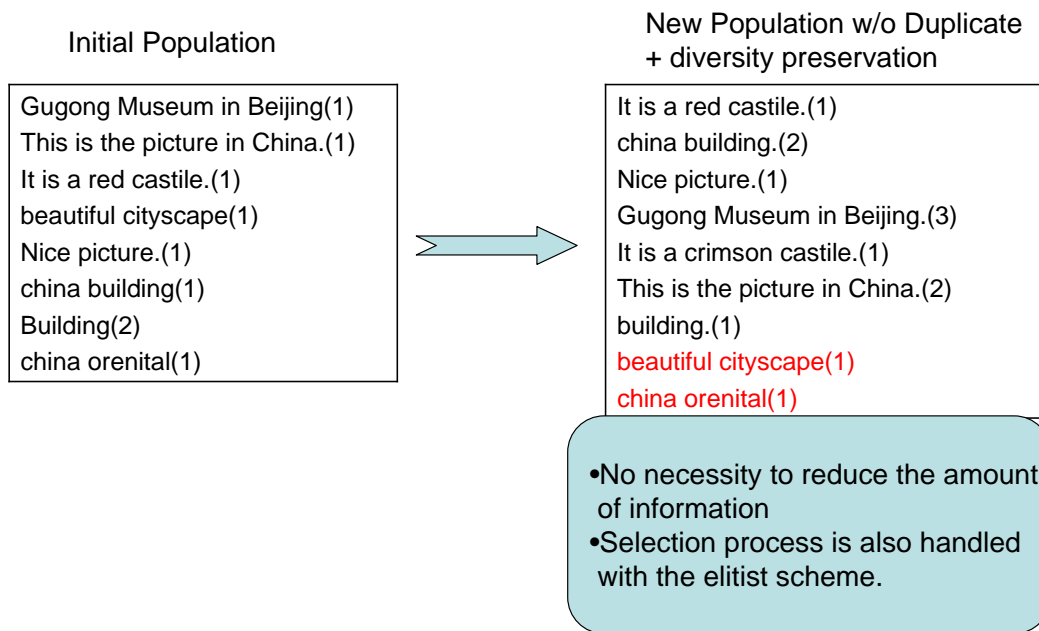 Initial Population
Gugong Museum in Beijing(1)
This is the picture in China.(1)
It is a red castile.(1)
beautiful cityscape(1)
Nice picture.(1)
china building(1)
Building(2)
china orenital(1)
New Population w/o Duplicate
+ diversity preservation
It is a red castile.(1)
china building.(2)
Nice picture.(1)
Gugong Museum in Beijing.(3)
It is a crimson castile.(1)
This is the picture in China.(2)
building.(1)
beautiful cityscape(1)
china orenital(1)
•No necessity to reduce the amount
of information
•Selection process is also handled
with the elitist scheme.